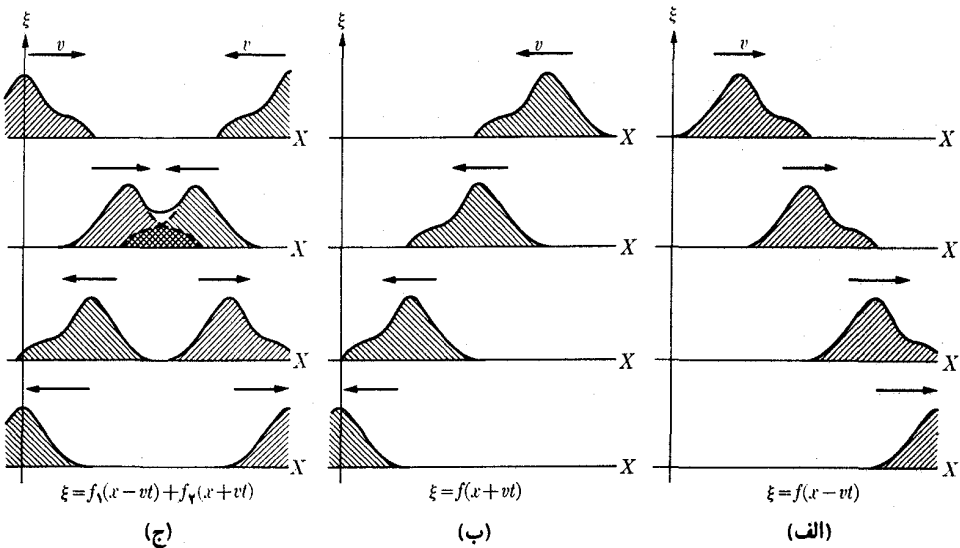 ξ ξ ξ
v v v
X X X
X X X
X X X
X X X
ξ=f₁(x−vt)+f₂(x+vt) ξ=f(x+vt) ξ=f(x−vt)
(الف) (ب) (ج)